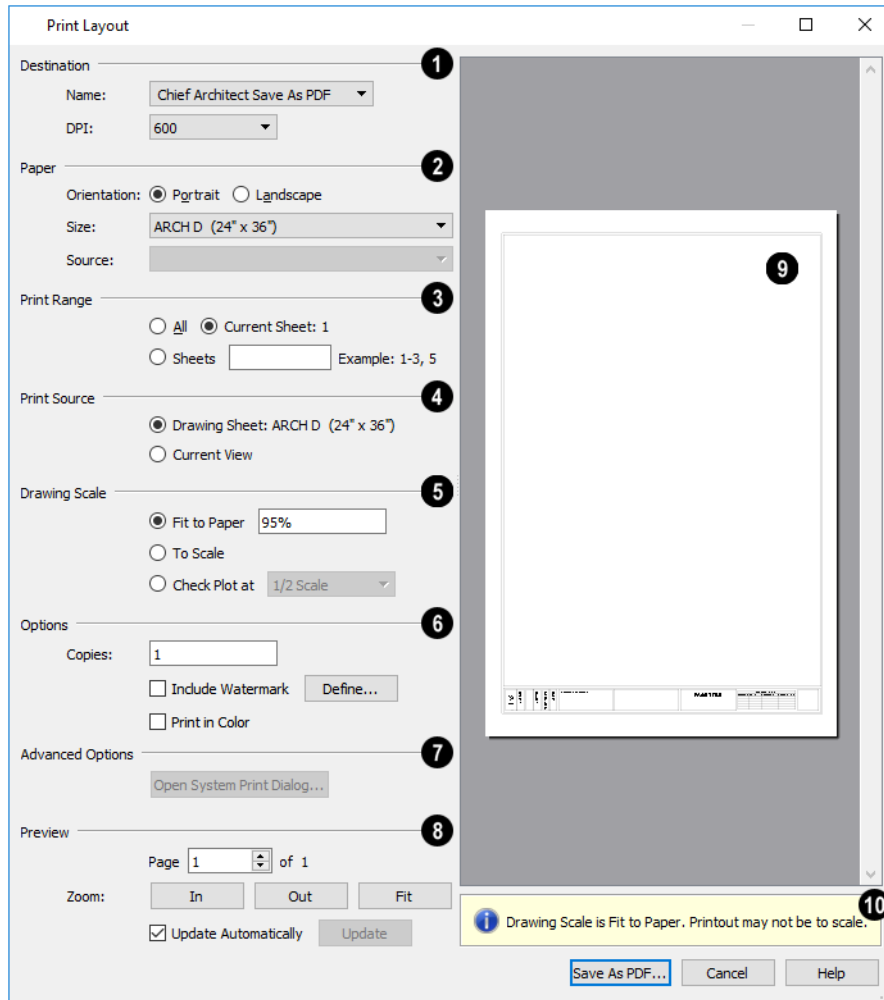 Print Layout
Destination 1
Name: Chief Architect Save As PDF
DPI: 600
Paper 2
Orientation: Portrait Landscape
Size: ARCH D (24" x 36")
Source:
Print Range 3
All Current Sheet: 1
Sheets Example: 1-3, 5
Print Source 4
Drawing Sheet: ARCH D (24" x 36")
Current View
Drawing Scale 5
Fit to Paper 95%
To Scale
Check Plot at 1/2 Scale
Options 6
Copies: 1
Include Watermark Define...
Print in Color
Advanced Options 7
Open System Print Dialog...
Preview 8
Page 1 of 1
Zoom: In Out Fit
Update Automatically Update
9
10
Drawing Scale is Fit to Paper. Printout may not be to scale.
Save As PDF... Cancel Help